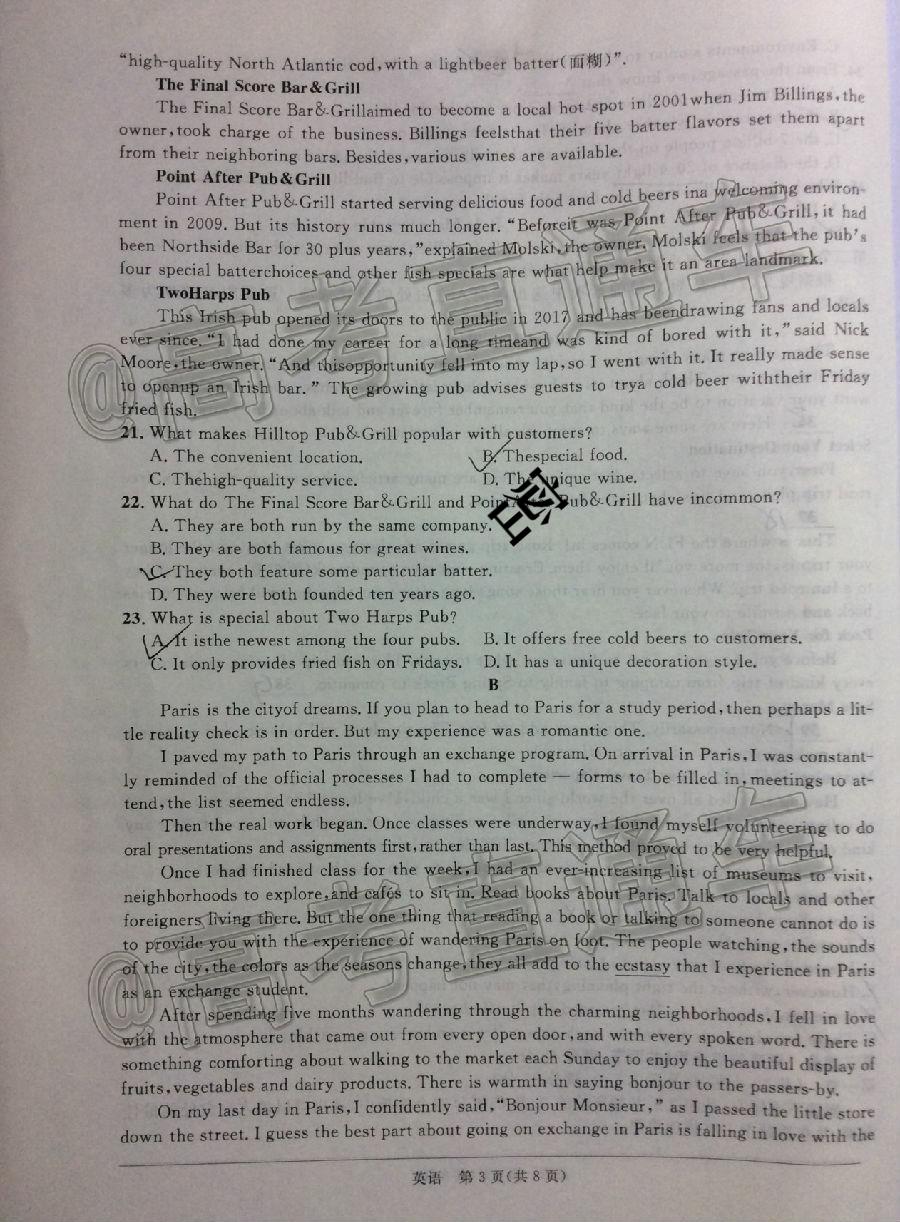 “high-quality North Atlantic cod,with a lightbeer batter(面糊)”.
The Final Score Bar&Grill
The Final Score Bar&Grillaimed to become a local hot spot in 2001when Jim Billings,the
owner,took charge of the business. Billings feelsthat their five batter flavors set them apart
from their neighboring bars. Besides,various wines are available.
Point After Pub&Grill
Point After Pub&Grill started serving delicious food and cold beers ina welcoming environ-
ment in 2009. But its history runs much longer. “Beforeit was Point After Pub&Grill,it had
been Northside Bar for 30 plus years,”explained Molski,the owner. Molski feels that the pub's
four special batterchoices and other fish specials are what help make it an area landmark.
TwoHarps Pub
This Irish pub opened its doors to the public in 2017 and has beendrawing fans and locals
ever since. “I had done my career for a long timeand was kind of bored with it,” said Nick
Moore,the owner. “And thisopportunity fell into my lap,so I went with it. It really made sense
to openup an Irish bar.” The growing pub advises guests to trya cold beer withtheir Friday
fried fish.
21. What makes Hilltop Pub&Grill popular with customers?
A. The convenient location. B. Thespecial food.
C. Thehigh-quality service. D. The unique wine.
22. What do The Final Score Bar&Grill and Point After Pub&Grill have incommon?
A. They are both run by the same company.
B. They are both famous for great wines.
C. They both feature some particular batter.
D. They were both founded ten years ago.
23. What is special about Two Harps Pub?
A. It isthe newest among the four pubs. B. It offers free cold beers to customers.
C. It only provides fried fish on Fridays. D. It has a unique decoration style.
B
Paris is the cityof dreams. If you plan to head to Paris for a study period,then perhaps a lit-
tle reality check is in order. But my experience was a romantic one.
I paved my path to Paris through an exchange program. On arrival in Paris,I was constant-
ly reminded of the official processes I had to complete — forms to be filled in,meetings to at-
tend,the list seemed endless.
Then the real work began. Once classes were underway,I found myself volunteering to do
oral presentations and assignments first,rather than last. This method proved to be very helpful.
Once I had finished class for the week,I had an ever-increasing list of museums to visit,
neighborhoods to explore,and cafés to sit in. Read books about Paris. Talk to locals and other
foreigners living there. But the one thing that reading a book or talking to someone cannot do is
to provide you with the experience of wandering Paris on foot. The people watching,the sounds
of the city,the colors as the seasons change,they all add to the ecstasy that I experience in Paris
as an exchange student.
After spending five months wandering through the charming neighborhoods,I fell in love
with the atmosphere that came out from every open door,and with every spoken word. There is
something comforting about walking to the market each Sunday to enjoy the beautiful display of
fruits,vegetables and dairy products. There is warmth in saying bonjour to the passers-by.
On my last day in Paris,I confidently said,“Bonjour Monsieur,” as I passed the little store
down the street. I guess the best part about going on exchange in Paris is falling in love with the
英语 第3页(共8页)
@高考直通车
@高考直通车
密